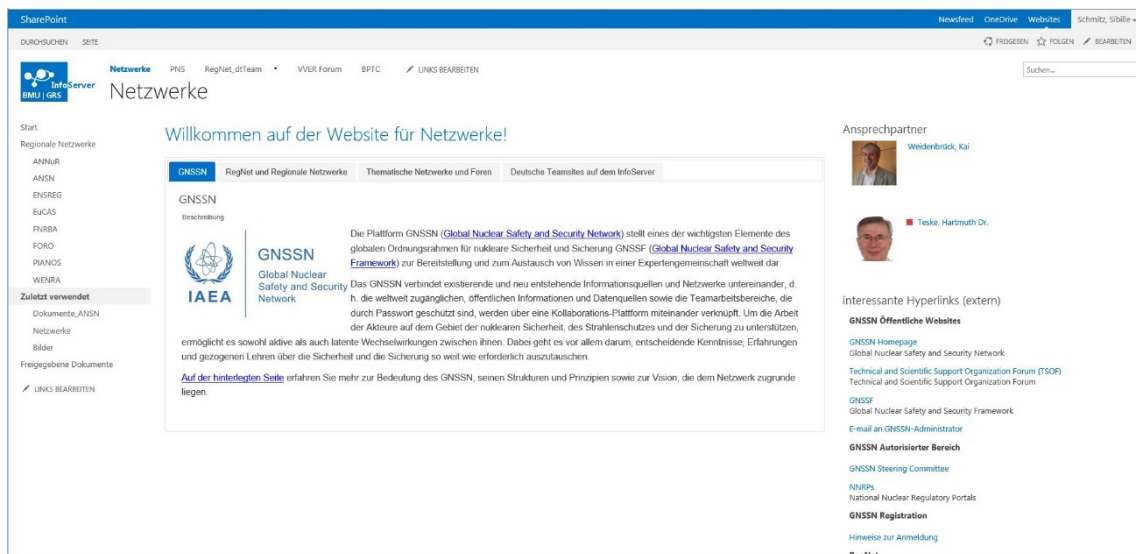 SharePoint
Newsfeed OneDrive Websites Schmitz, Sibille
DURCHSUCHEN SEITE
FREIGEBEN FOLGEN BEARBEITEN
InfoServer
BMU | GRS
Netzwerke PNS RegNet_dtTeam VVER Forum BPTC LINKS BEARBEITEN
Suchen...
Netzwerke
Start
Regionale Netzwerke
ANNuR
ANSN
ENSREG
EuCAS
FNRBA
FORO
PIANOS
WENRA
Zuletzt verwendet
Dokumente_ANSN
Netzwerke
Bilder
Freigegebene Dokumente
LINKS BEARBEITEN
Willkommen auf der Website für Netzwerke!
GNSSN RegNet und Regionale Netzwerke Thematische Netzwerke und Foren Deutsche Teamsites auf dem InfoServer
GNSSN
Beschreibung
IAEA
GNSSN
Global Nuclear
Safety and Security
Network
Die Plattform GNSSN (Global Nuclear Safety and Security Network) stellt eines der wichtigsten Elemente des
globalen Ordnungsrahmen für nukleare Sicherheit und Sicherung GNSSF (Global Nuclear Safety and Security
Framework) zur Bereitstellung und zum Austausch von Wissen in einer Expertengemeinschaft weltweit dar.
Das GNSSN verbindet existierende und neu entstehende Informationsquellen und Netzwerke untereinander, d.
h. die weltweit zugänglichen, öffentlichen Informationen und Datenquellen sowie die Teamarbeitsbereiche, die
durch Passwort geschützt sind, werden über eine Kollaborations-Plattform miteinander verknüpft. Um die Arbeit
der Akteure auf dem Gebiet der nuklearen Sicherheit, des Strahlenschutzes und der Sicherung zu unterstützen,
ermöglicht es sowohl aktive als auch latente Wechselwirkungen zwischen ihnen. Dabei geht es vor allem darum, entscheidende Kenntnisse, Erfahrungen
und gezogenen Lehren über die Sicherheit und die Sicherung so weit wie erforderlich auszutauschen.
Auf der hinterlegten Seite erfahren Sie mehr zur Bedeutung des GNSSN, seinen Strukturen und Prinzipien sowie zur Vision, die dem Netzwerk zugrunde
liegen.
Ansprechpartner
Weidenbrück, Kai
Teske, Hartmuth Dr.
interessante Hyperlinks (extern)
GNSSN Öffentliche Websites
GNSSN Homepage
Global Nuclear Safety and Security Network
Technical and Scientific Support Organization Forum (TSOF)
Technical and Scientific Support Organization Forum
GNSSF
Global Nuclear Safety and Security Framework
E-mail an GNSSN-Administrator
GNSSN Autorisierter Bereich
GNSSN Steering Committee
NNRPs
National Nuclear Regulatory Portals
GNSSN Registration
Hinweise zur Anmeldung